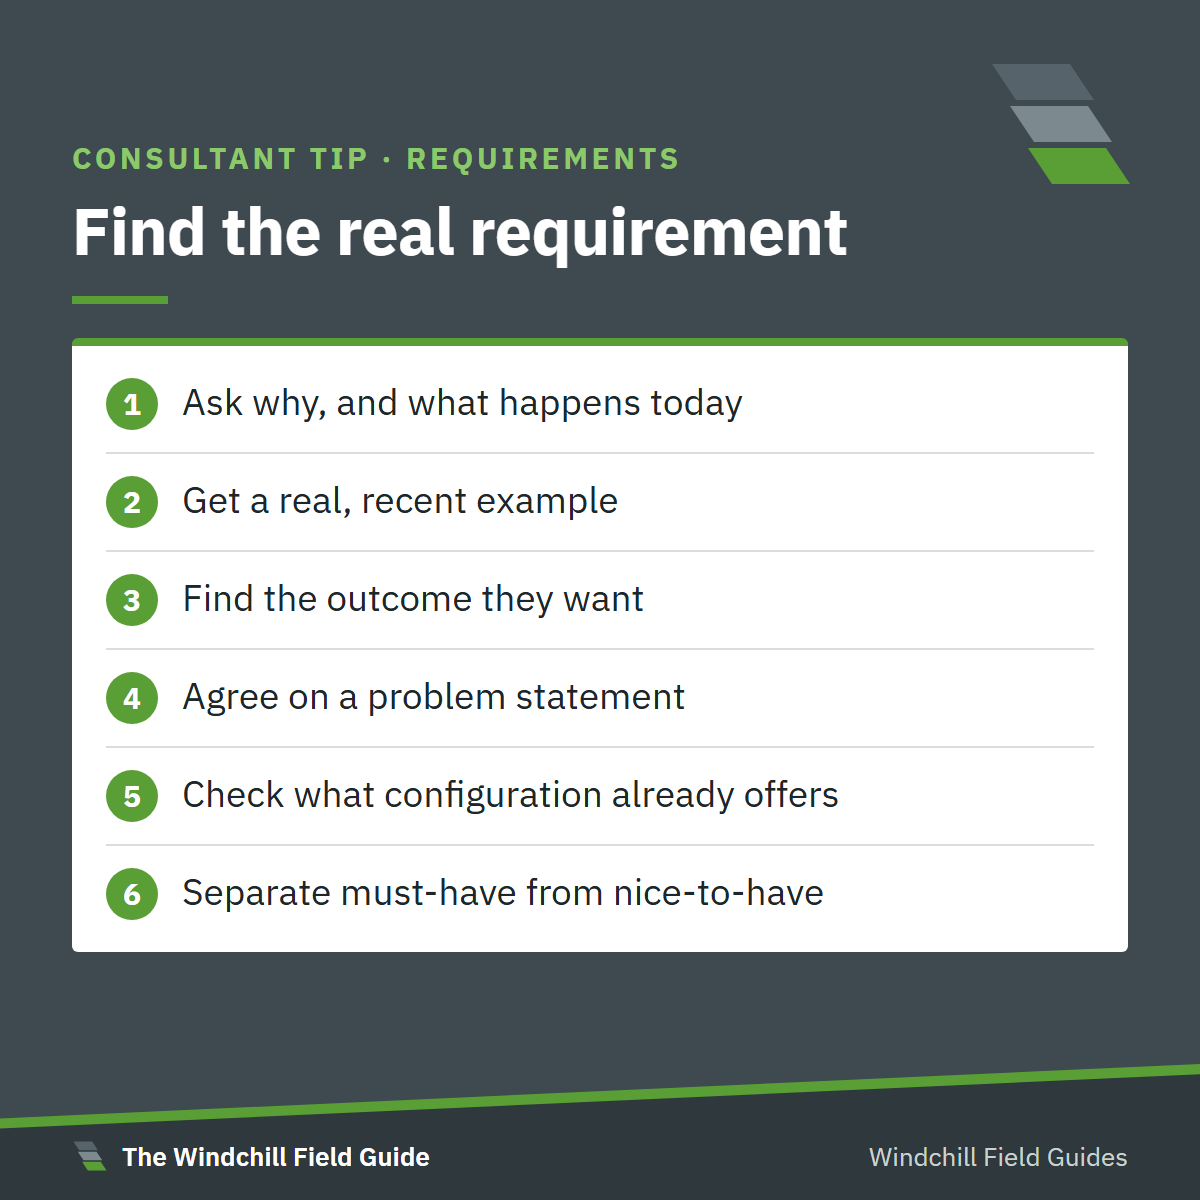 CONSULTANT TIP · REQUIREMENTS
Find the real requirement
1 Ask why, and what happens today
2 Get a real, recent example
3 Find the outcome they want
4 Agree on a problem statement
5 Check what configuration already offers
6 Separate must-have from nice-to-have
The Windchill Field Guide
Windchill Field Guides